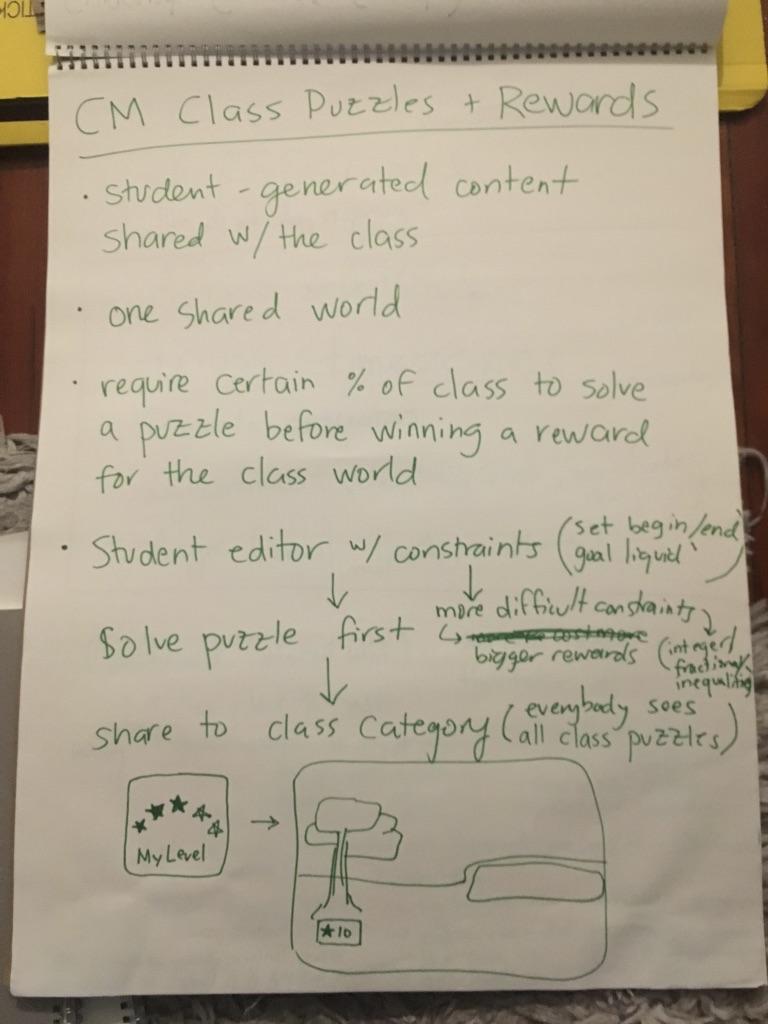 CM Class Puzzles + Rewards
· student-generated content
shared w/ the class
· one shared world
· require certain % of class to solve
a puzzle before winning a reward
for the class world
· Student editor w/ constraints (set begin/end
goal liquid)
↓ ↓
Solve puzzle first
more difficult constraints
↳ bigger rewards
(integer/
fractional/
inequalities
↓
share to class category (everybody sees
all class puzzles)
My Level
→
★10